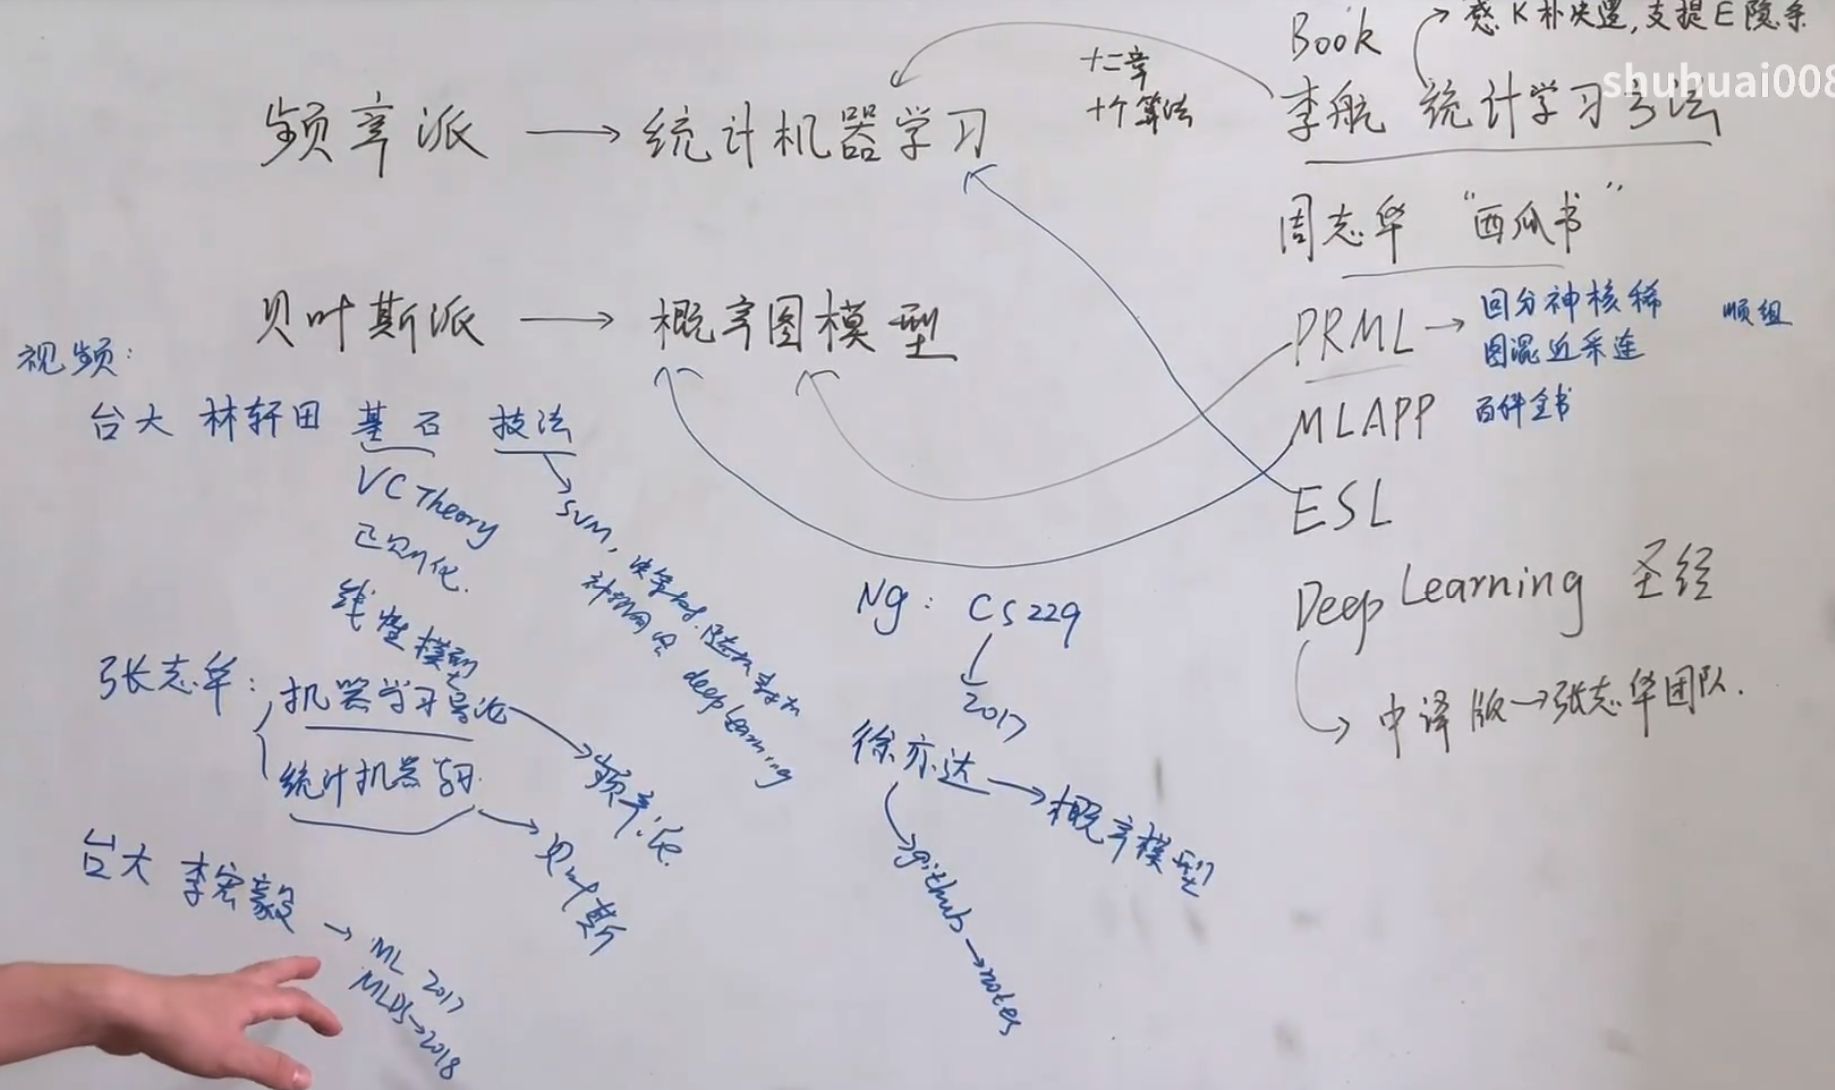 频率派 → 统计机器学习
贝叶斯派 → 概率图模型
十二章
十个算法
Book
感K朴决逻,支提E隐条
shuhuai008
李航 统计学习方法
周志华 “西瓜书”
PRML → 回分神核稀
图混近采连
顺组
MLAPP 百科全书
ESL
Deep Learning 圣经
中译版→张志华团队.
视频:
台大 林轩田 基石 技法
VC Theory
正则化.
线性模型
SVM, 决策树,
神经网络 deep learning
张志华:
机器学习导论 → 频率派.
统计机器学习 → 贝叶斯
Ng: CS229
→ 2017
徐亦达 → 概率模型
→ github → notes
台大 李宏毅 → ML 2017
MLDS→2018